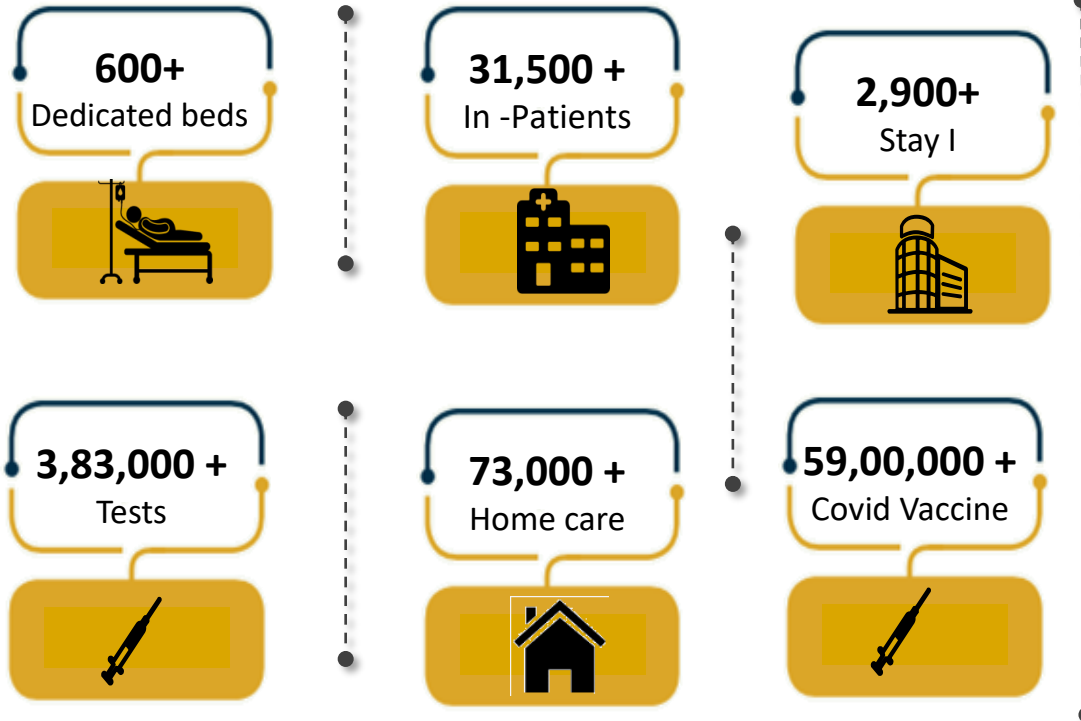 600+
Dedicated beds
31,500 +
In -Patients
2,900+
Stay I
3,83,000 +
Tests
73,000 +
Home care
59,00,000 +
Covid Vaccine